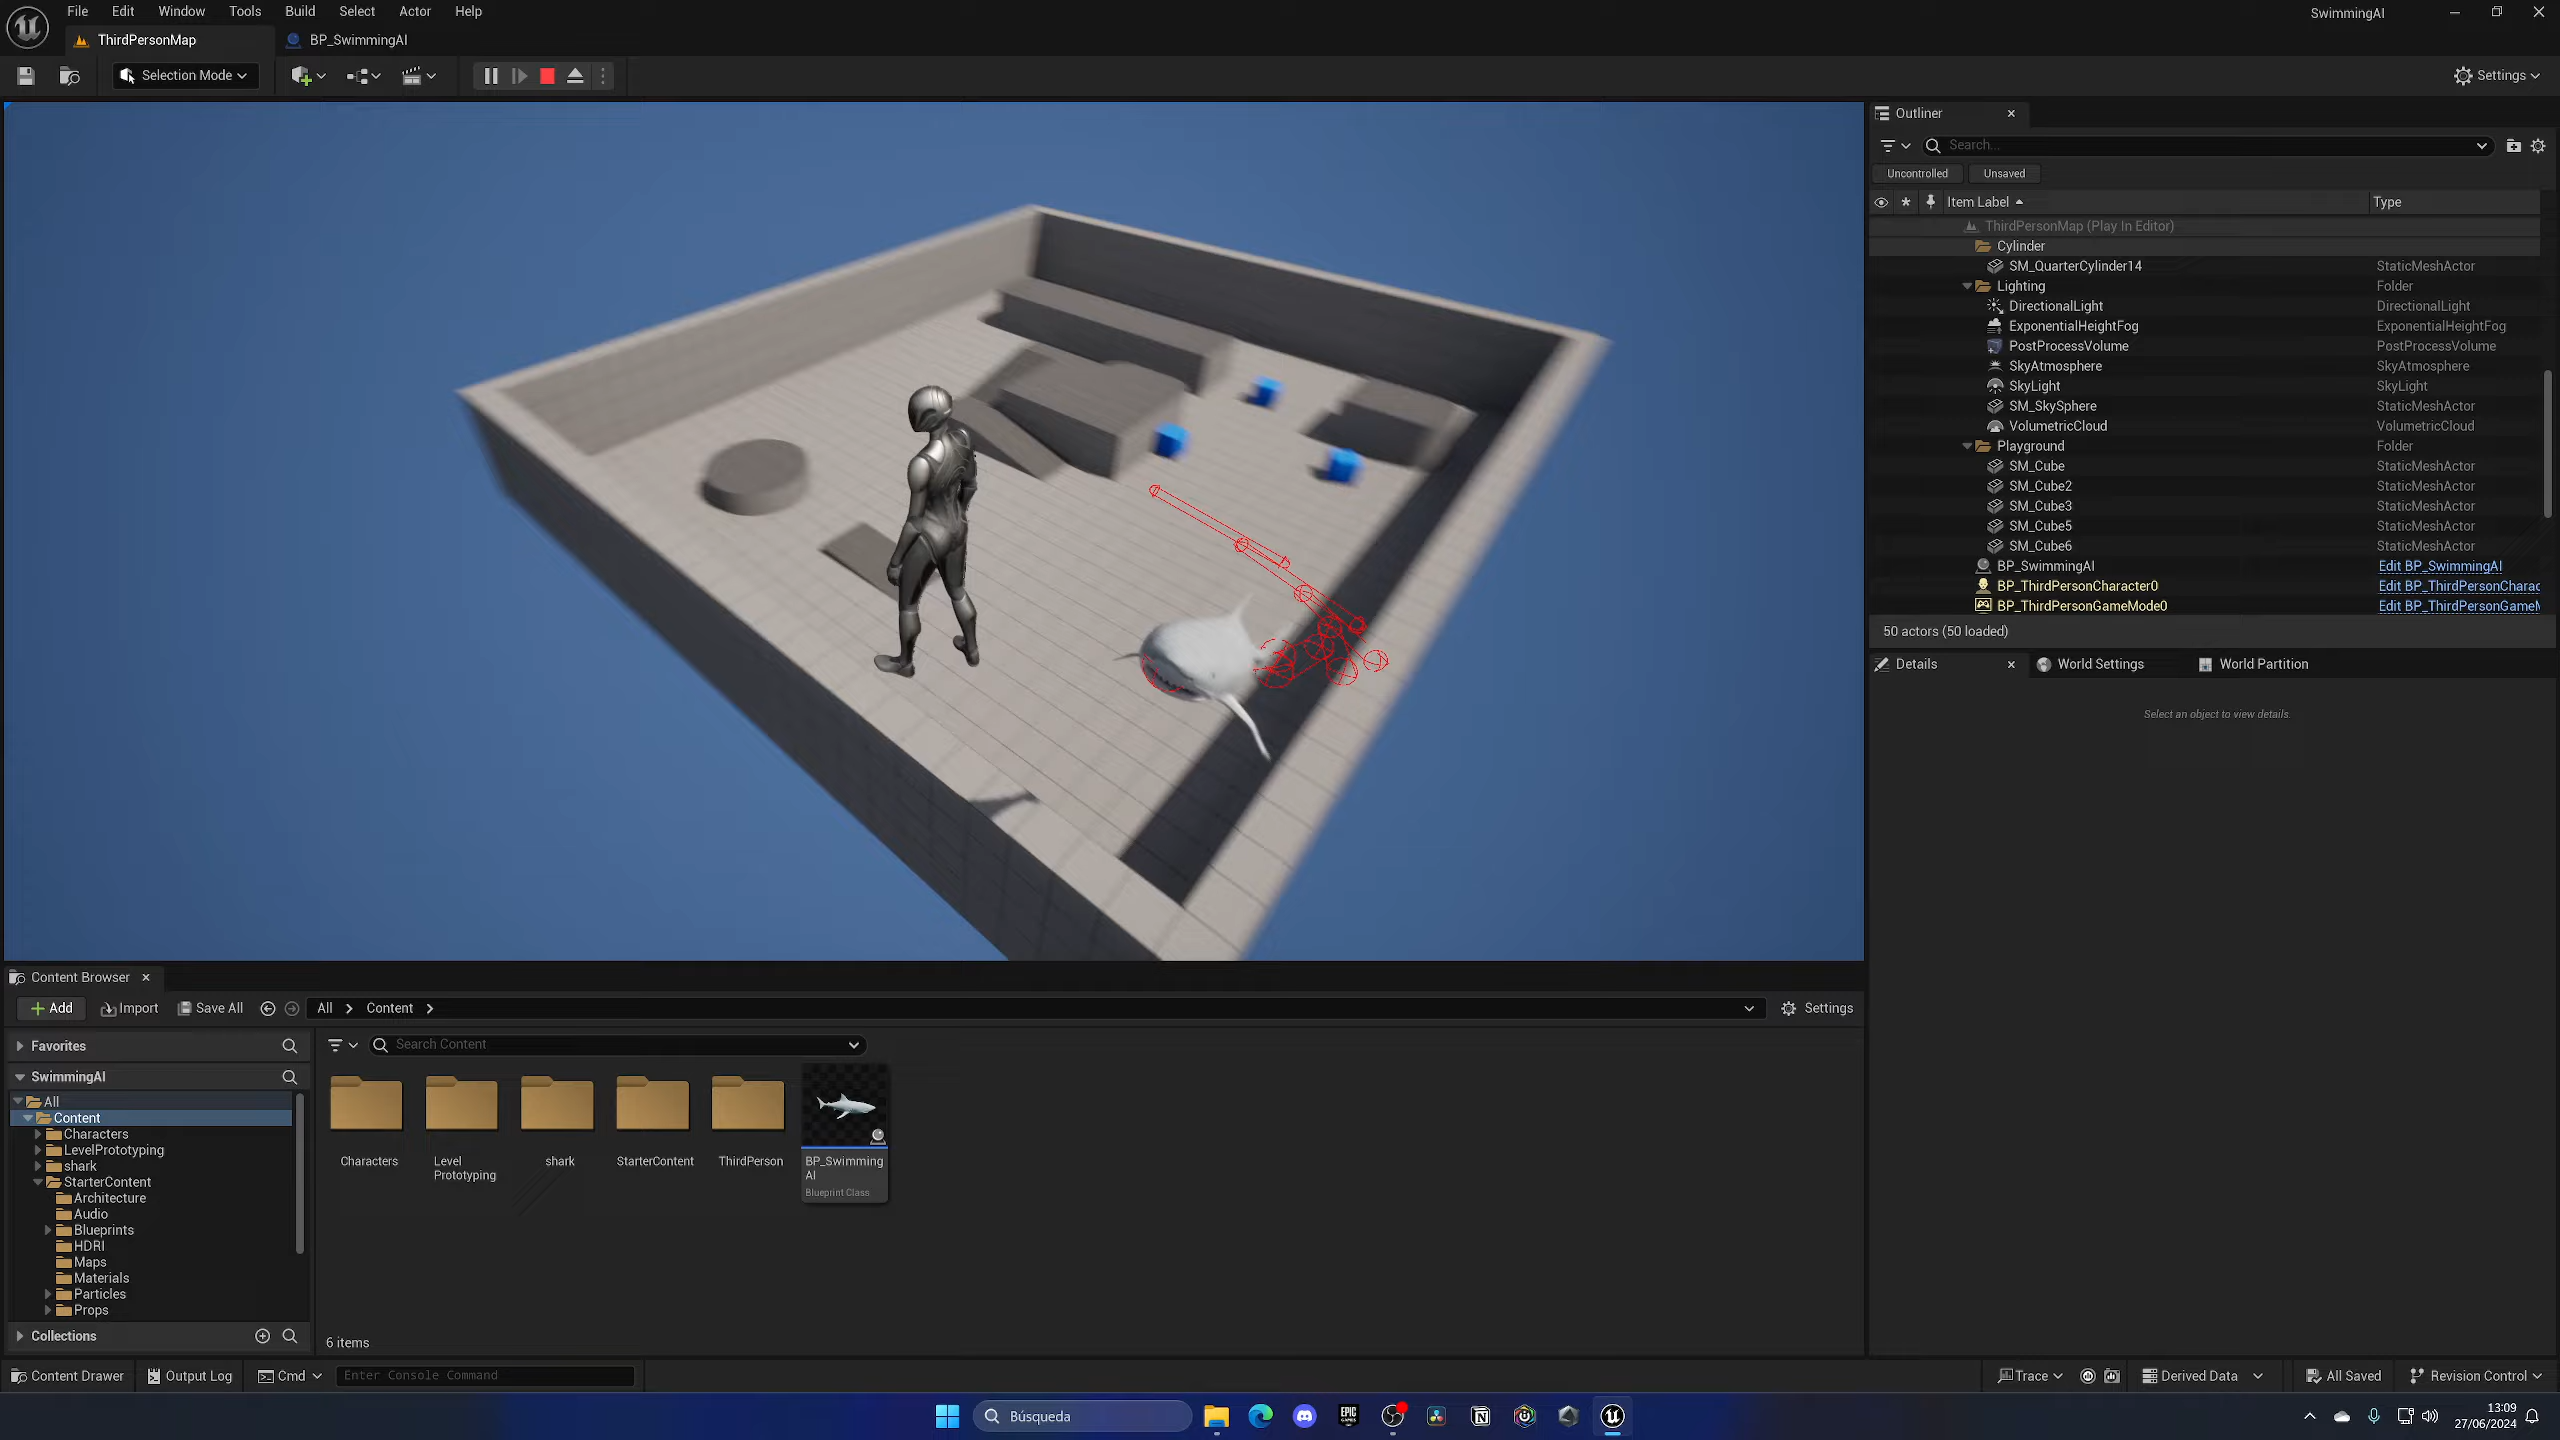 File Edit Window Tools Build Select Actor Help
SwimmingAI
ThirdPersonMap
BP_SwimmingAI
Selection Mode
Settings
Outliner
Search...
Uncontrolled Unsaved
Item Label Type
ThirdPersonMap (Play In Editor)
Cylinder
SM_QuarterCylinder14 StaticMeshActor
Lighting Folder
DirectionalLight DirectionalLight
ExponentialHeightFog ExponentialHeightFog
PostProcessVolume PostProcessVolume
SkyAtmosphere SkyAtmosphere
SkyLight SkyLight
SM_SkySphere StaticMeshActor
VolumetricCloud VolumetricCloud
Playground Folder
SM_Cube StaticMeshActor
SM_Cube2 StaticMeshActor
SM_Cube3 StaticMeshActor
SM_Cube5 StaticMeshActor
SM_Cube6 StaticMeshActor
BP_SwimmingAI Edit BP_SwimmingAI
BP_ThirdPersonCharacter0 Edit BP_ThirdPersonCharac
BP_ThirdPersonGameMode0 Edit BP_ThirdPersonGameM
50 actors (50 loaded)
Details World Settings World Partition
Select an object to view details.
Content Browser
Add Import Save All All Content Settings
Favorites
Search Content
SwimmingAI
All
Content
Characters
LevelPrototyping
shark
StarterContent
Architecture
Audio
Blueprints
HDRI
Maps
Materials
Particles
Props
Collections
Characters
Level
Prototyping
shark
StarterContent
ThirdPerson
BP_Swimming
AI
Blueprint Class
6 items
Content Drawer Output Log Cmd Enter Console Command Trace Derived Data All Saved Revision Control
Búsqueda
EPIC
GAMES
13:09
27/06/2024